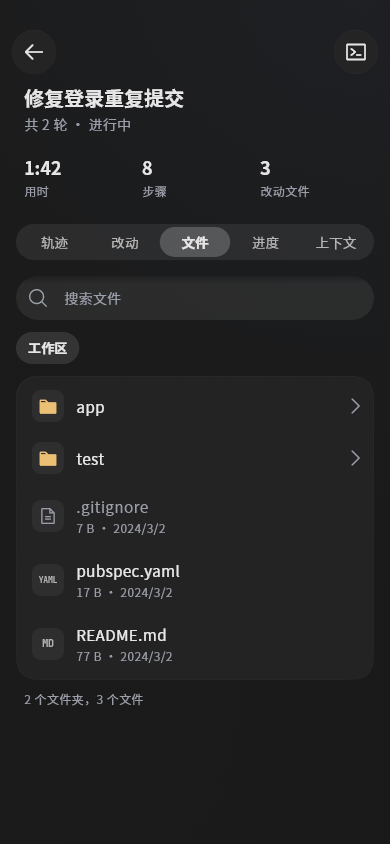 修复登录重复提交
共 2 轮 · 进行中
1:42 8 3
用时 步骤 改动文件
轨迹 改动 文件 进度 上下文
搜索文件
工作区
app
test
.gitignore
7 B · 2024/3/2
YAML pubspec.yaml
17 B · 2024/3/2
MD README.md
77 B · 2024/3/2
2 个文件夹，3 个文件